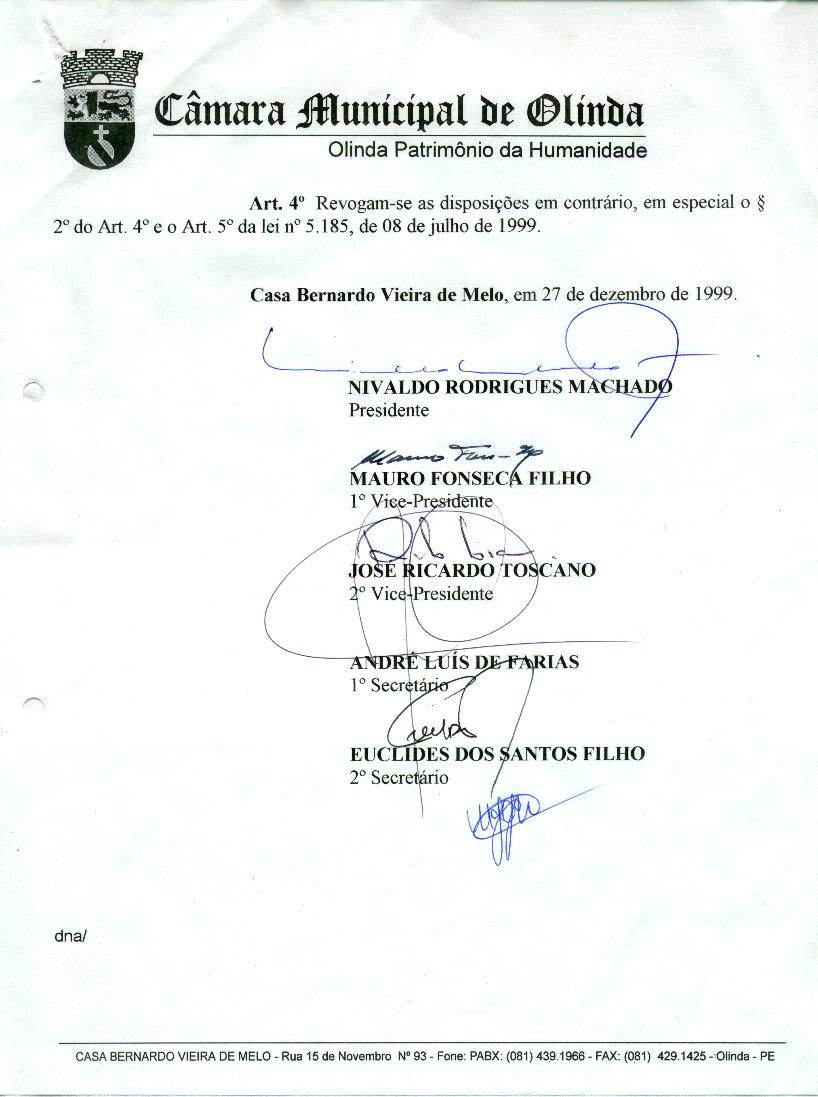 Câmara Municipal de Olinda
Olinda Patrimônio da Humanidade
Art. 4º Revogam-se as disposições em contrário, em especial o §
2º do Art. 4º e o Art. 5º da lei nº 5.185, de 08 de julho de 1999.
Casa Bernardo Vieira de Melo, em 27 de dezembro de 1999.
NIVALDO RODRIGUES MACHADO
Presidente
MAURO FONSECA FILHO
1º Vice-Presidente
JOSÉ RICARDO TOSCANO
2º Vice-Presidente
ANDRÉ LUÍS DE FARIAS
1º Secretário
EUCLIDES DOS SANTOS FILHO
2º Secretário
dna/
CASA BERNARDO VIEIRA DE MELO - Rua 15 de Novembro Nº 93 - Fone: PABX: (081) 439.1966 - FAX: (081) 429.1425 - Olinda - PE